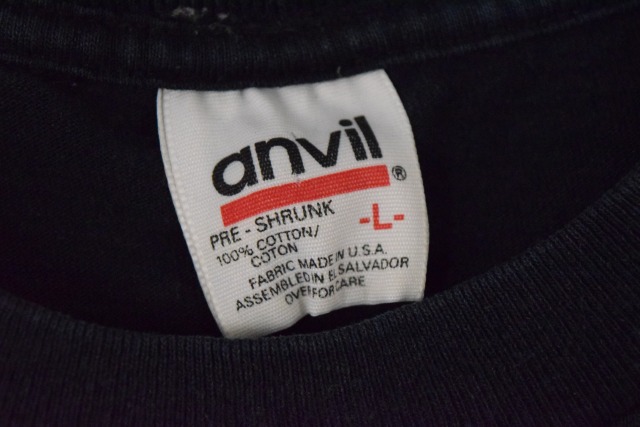 anvil®
PRE - SHRUNK -L-
100% COTTON/
COTON
FABRIC MADE IN U.S.A.
ASSEMBLED IN EL SALVADOR
OVER FOR CARE